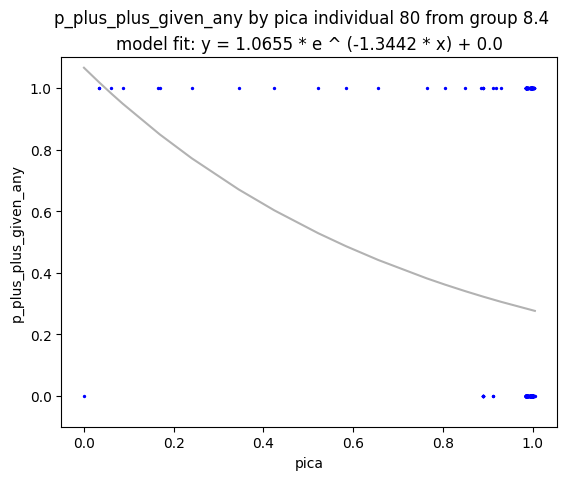 p_plus_plus_given_any by pica individual 80 from group 8.4
model fit: y = 1.0655 * e ^ (-1.3442 * x) + 0.0
1.0
0.8
0.6
0.4
0.2
0.0
p_plus_plus_given_any
0.0 0.2 0.4 0.6 0.8 1.0
pica